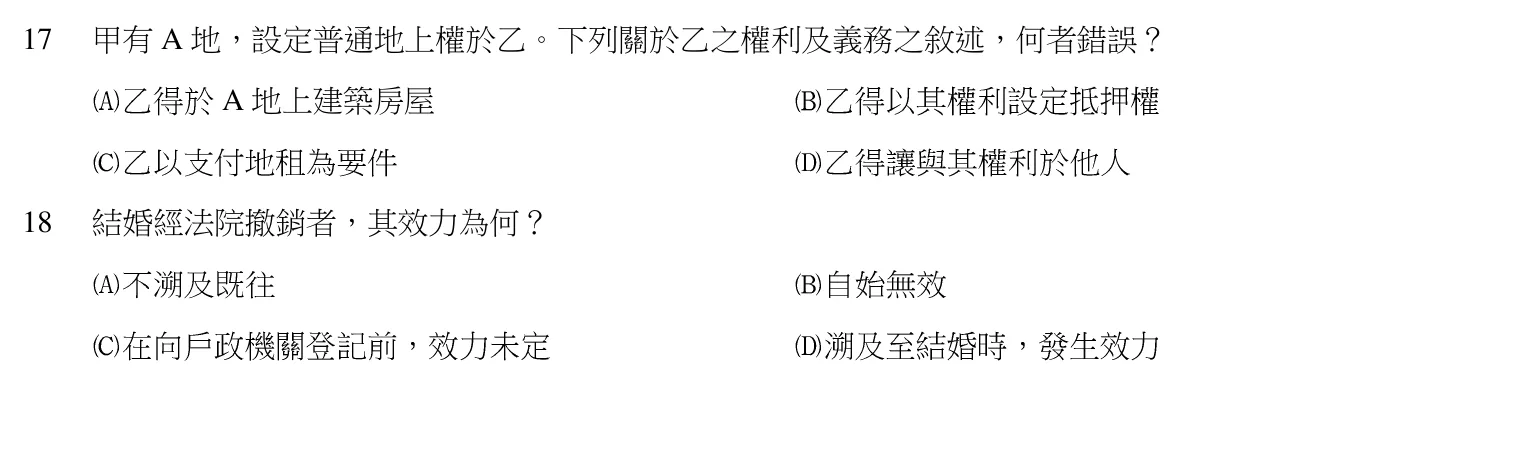 17 甲有 A 地，設定普通地上權於乙。下列關於乙之權利及義務之敘述，何者錯誤？
⑷乙得於 A 地上建築房屋 ⑸乙得以其權利設定抵押權
(C)乙以支付地租為要件 (D)乙得讓與其權利於他人
18 結婚經法院撤銷者，其效力為何？
(A)不溯及既往 (B)自始無效
(C)在向戶政機關登記前，效力未定 (D)溯及至結婚時，發生效力